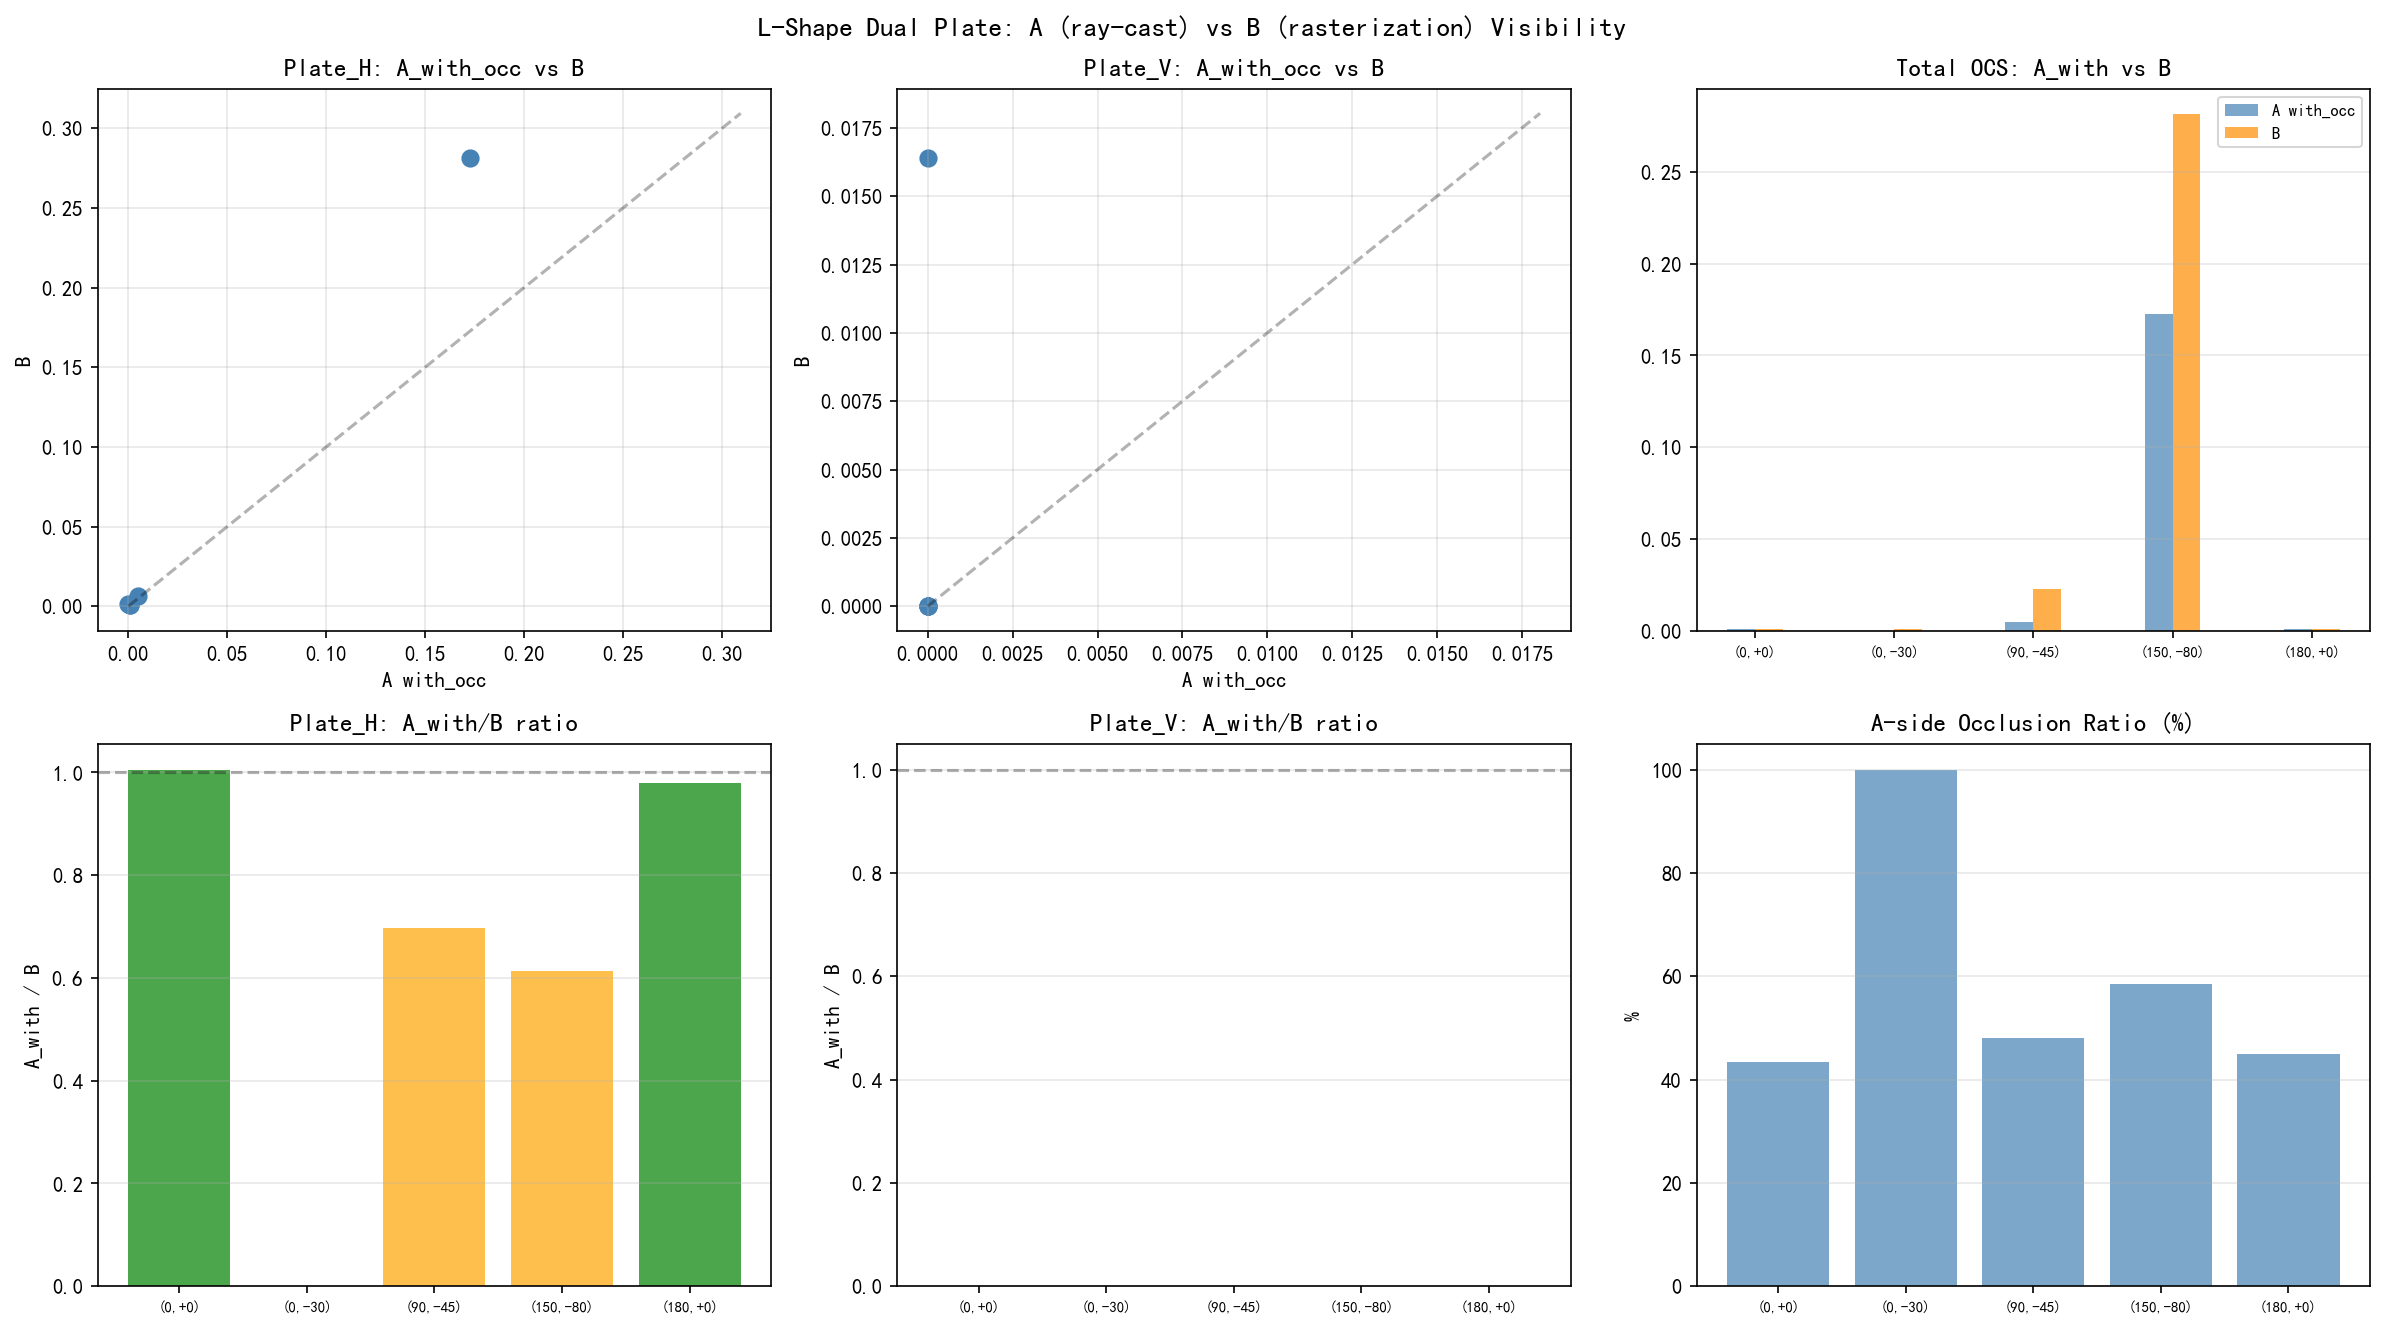 L-Shape Dual Plate: A (ray-cast) vs B (rasterization) Visibility
Plate_H: A_with_occ vs B
0.30
0.25
0.20
0.15
0.10
0.05
0.00
B
0.00 0.05 0.10 0.15 0.20 0.25 0.30
A with_occ
Plate_V: A_with_occ vs B
0.0175
0.0150
0.0125
0.0100
0.0075
0.0050
0.0025
0.0000
B
0.0000 0.0025 0.0050 0.0075 0.0100 0.0125 0.0150 0.0175
A with_occ
Total OCS: A_with vs B
A with_occ
B
0.25
0.20
0.15
0.10
0.05
0.00
(0,+0) (0,-30) (90,-45) (150,-80) (180,+0)
Plate_H: A_with/B ratio
1.0
0.8
0.6
0.4
0.2
0.0
A_with / B
(0,+0) (0,-30) (90,-45) (150,-80) (180,+0)
Plate_V: A_with/B ratio
1.0
0.8
0.6
0.4
0.2
0.0
A_with / B
(0,+0) (0,-30) (90,-45) (150,-80) (180,+0)
A-side Occlusion Ratio (%)
100
80
60
40
20
0
%
(0,+0) (0,-30) (90,-45) (150,-80) (180,+0)